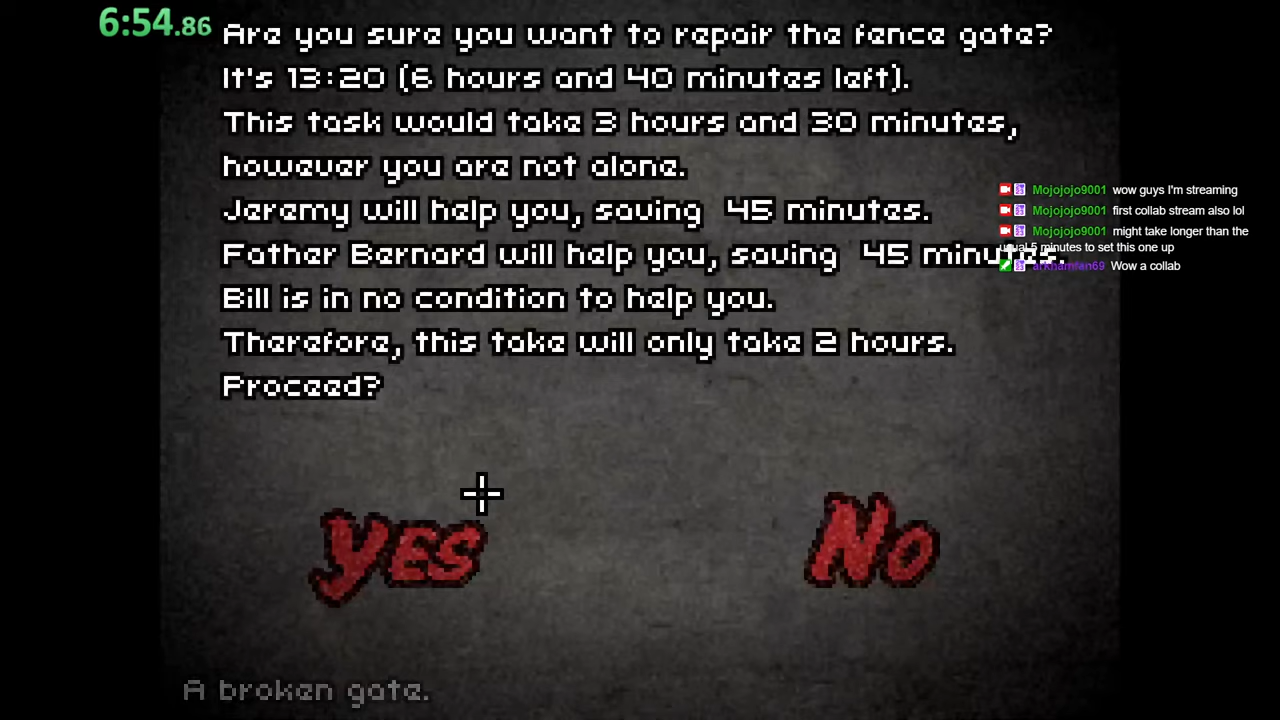 6:54.86
Are you sure you want to repair the fence gate?
It's 13:20 (6 hours and 40 minutes left).
This task would take 3 hours and 30 minutes,
however you are not alone.
Jeremy will help you, saving 45 minutes.
Father Bernard will help you, saving 45 minutes.
Bill is in no condition to help you.
Therefore, this take will only take 2 hours.
Proceed?
Mojojojo9001 wow guys I'm streaming
Mojojojo9001 first collab stream also lol
Mojojojo9001 might take longer than the
usual 5 minutes to set this one up
arkhamfan69 Wow a collab
Yes
No
A broken gate.